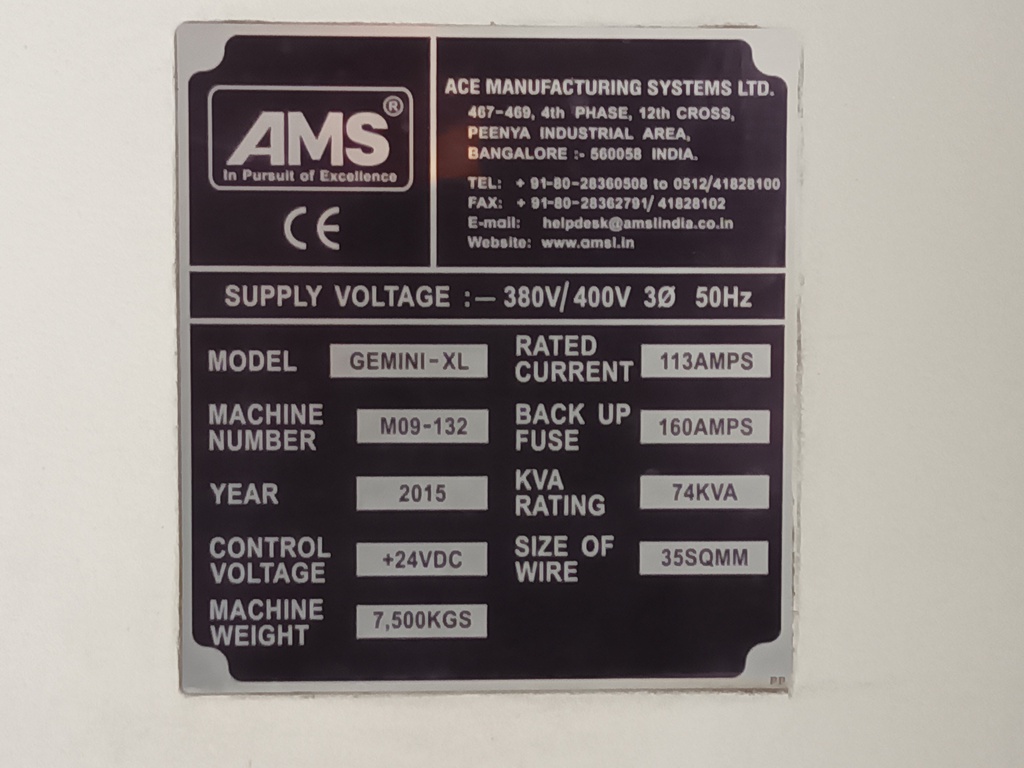 AMS®
In Pursuit of Excellence
CE
ACE MANUFACTURING SYSTEMS LTD.
467-469, 4th PHASE, 12th CROSS,
PEENYA INDUSTRIAL AREA,
BANGALORE :- 560058 INDIA.
TEL: + 91-80-28360508 to 0512/41828100
FAX: + 91-80-28362791/ 41828102
E-mail: helpdesk@amslindia.co.in
Website: www.amsl.in
SUPPLY VOLTAGE :- 380V/400V 3Ø 50Hz
MODEL GEMINI-XL
MACHINE
NUMBER M09-132
YEAR 2015
CONTROL
VOLTAGE +24VDC
MACHINE
WEIGHT 7,500KGS
RATED
CURRENT 113AMPS
BACK UP
FUSE 160AMPS
KVA
RATING 74KVA
SIZE OF
WIRE 35SQMM
PP